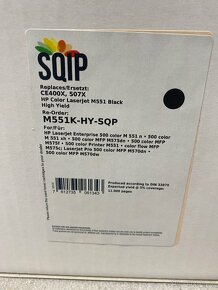 SQIP
Replaces/Ersetzt:
CE400X, 507X
HP Color LaserJet M551 Black
High Yield
Re-Order:
M551K-HY-SQP
For/Für:
HP LaserJet Enterprise 500 color M 551 n • 500 color
M 551 xh • 500 color MFP M575dn • 500 color MFP
M575f • 500 color Printer M551 • color flow MFP
M575c; LaserJet Pro 500 color MFP M570dn •
500 color MFP M570dw
Produced according to DIN 33870
Expected yield @ 5% coverage:
11.000 pages